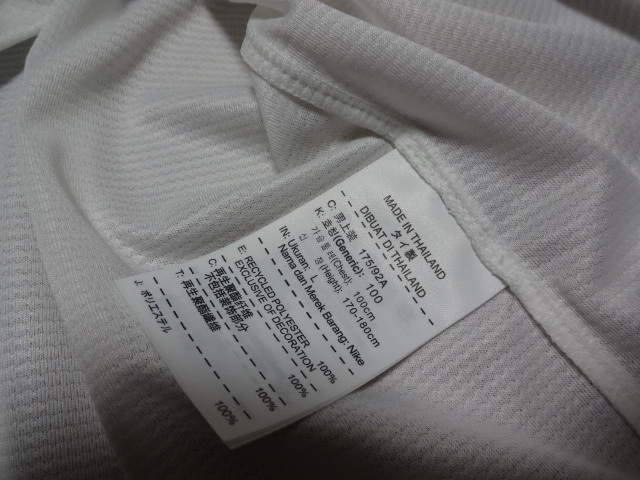 MADE IN THAILAND
タイ製
DIBUAT DI THAILAND
C: 男上装 175/92A
K: 호칭(Generic): 100
가슴둘레(Chest): 100cm
신 장(Height): 170-180cm
IN: Ukuran:
Nama dan Merek Barang: Nike
E: RECYCLED POLYESTER
EXCLUSIVE OF DECORATION 100%
C: 再生聚酯纤维
不包括装饰部分 100%
T: 再生聚酯纖維 100%
J: ポリエステル 100%